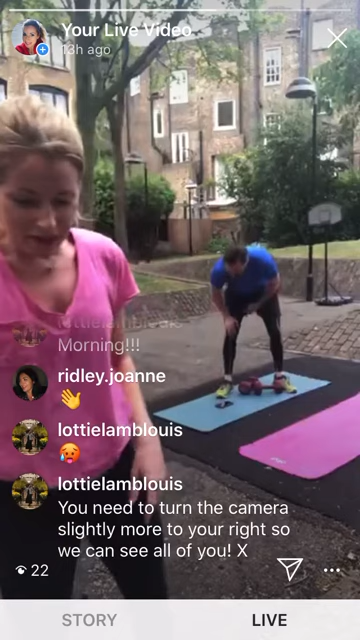 Your Live Video
13h ago
lottielamblouis
Morning!!!
ridley.joanne
👋
lottielamblouis
🥵
lottielamblouis
You need to turn the camera
slightly more to your right so
we can see all of you! X
22
STORY
LIVE